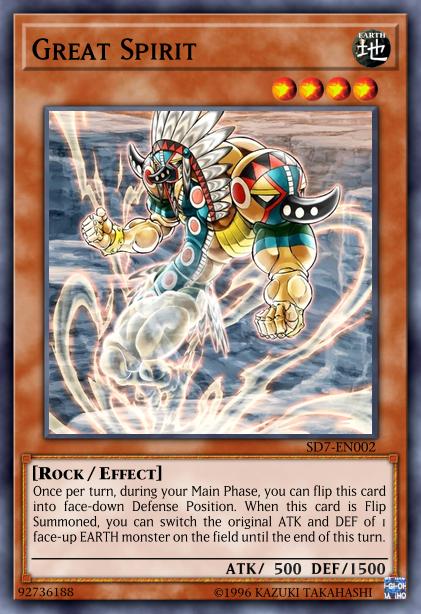 GREAT SPIRIT
EARTH
地
SD7-EN002
[ROCK / EFFECT]
Once per turn, during your Main Phase, you can flip this card
into face-down Defense Position. When this card is Flip
Summoned, you can switch the original ATK and DEF of 1
face-up EARTH monster on the field until the end of this turn.
ATK/ 500 DEF/1500
92736188
©1996 KAZUKI TAKAHASHI